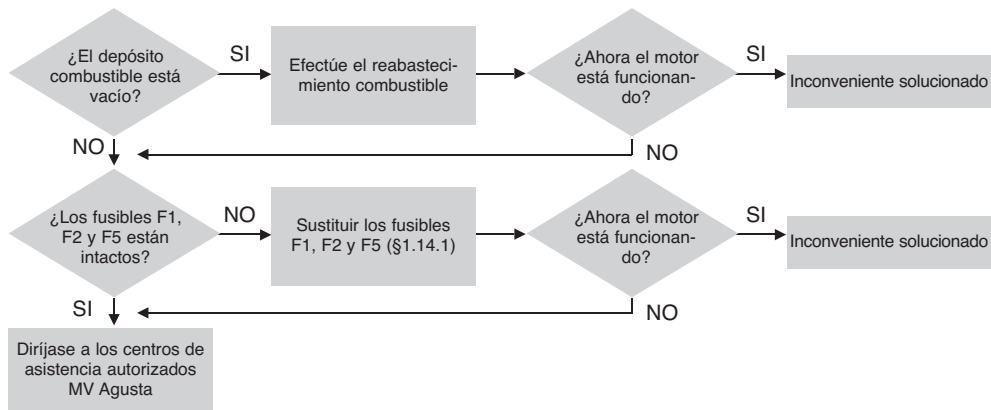 ¿El depósito
combustible está
vacío?
SI
Efectúe el reabasteci-
miento combustible
¿Ahora el motor
está funcionan-
do?
SI
Inconveniente solucionado
NO
NO
¿Los fusibles F1,
F2 y F5 están
intactos?
NO
Sustituir los fusibles
F1, F2 y F5 (§1.14.1)
¿Ahora el motor
está funcionan-
do?
SI
Inconveniente solucionado
SI
NO
Diríjase a los centros de
asistencia autorizados
MV Agusta